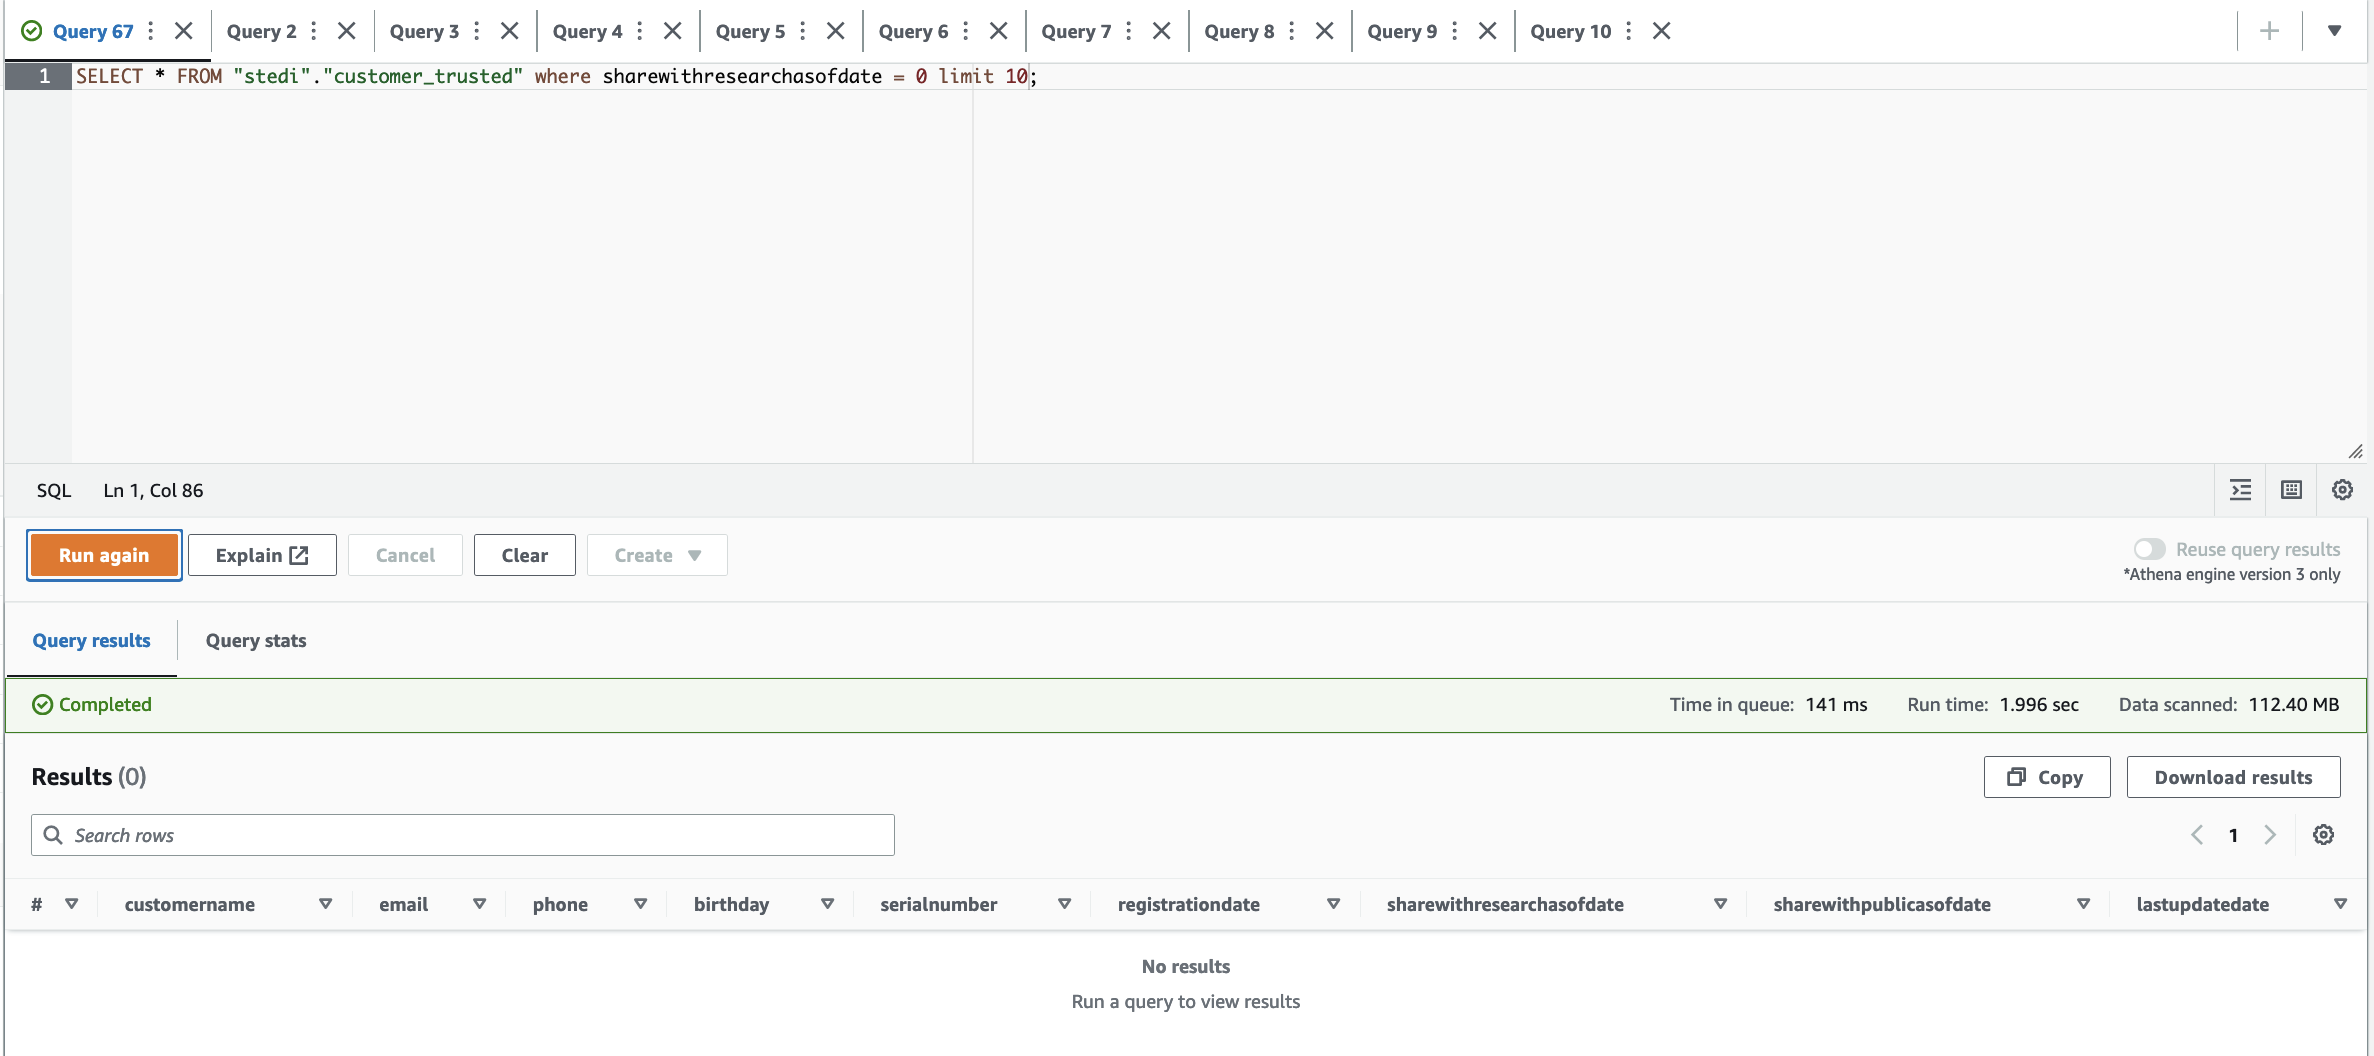 Query 67 Query 2 Query 3 Query 4 Query 5 Query 6 Query 7 Query 8 Query 9 Query 10
1 SELECT * FROM "stedi"."customer_trusted" where sharewithresearchasofdate = 0 limit 10;
SQL Ln 1, Col 86
Run again Explain Cancel Clear Create
Reuse query results
*Athena engine version 3 only
Query results Query stats
Completed Time in queue: 141 ms Run time: 1.996 sec Data scanned: 112.40 MB
Results (0) Copy Download results
Search rows 1
# customername email phone birthday serialnumber registrationdate sharewithresearchasofdate sharewithpublicasofdate lastupdatedate
No results
Run a query to view results